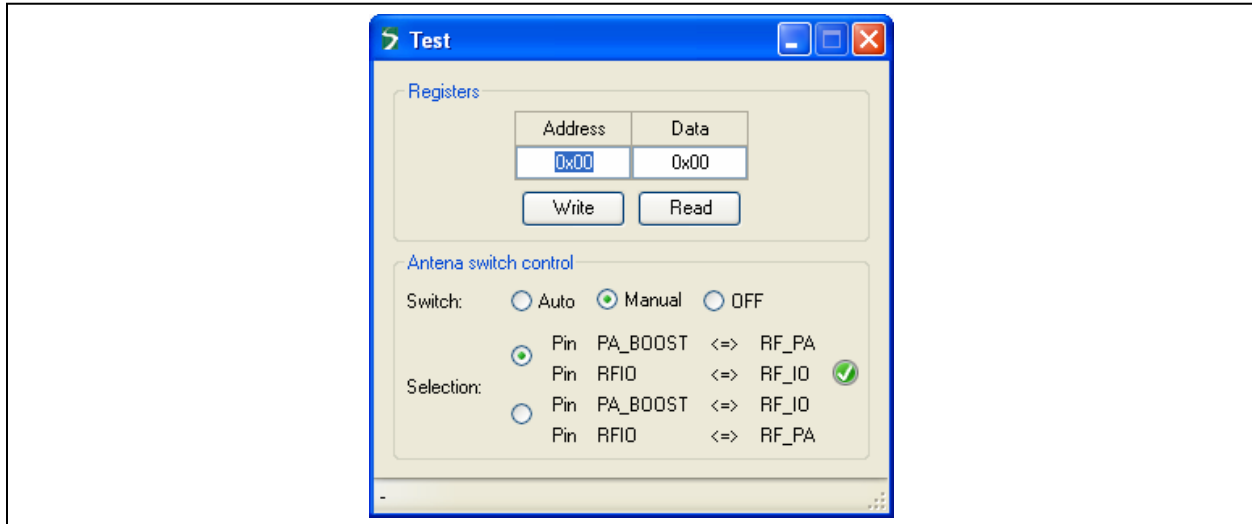 Test
Registers
Address Data
0x00 0x00
Write Read
Antena switch control
Switch: Auto Manual OFF
Pin PA_BOOST <=> RF_PA
Pin RFIO <=> RF_IO
Selection:
Pin PA_BOOST <=> RF_IO
Pin RFIO <=> RF_PA
-